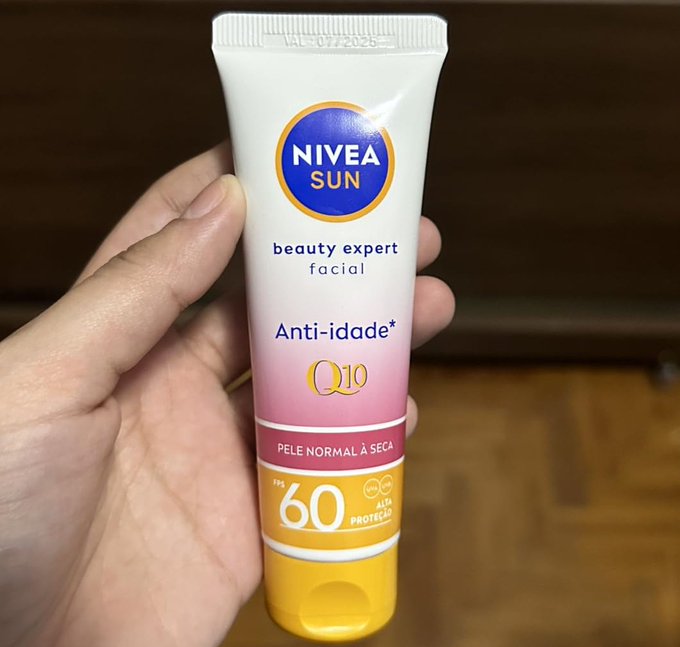 VAL.: 07/2025
NIVEA
SUN
beauty expert
facial
Anti-idade*
Q10
PELE NORMAL À SECA
FPS
60
UVA UVB
ALTA
PROTEÇÃO